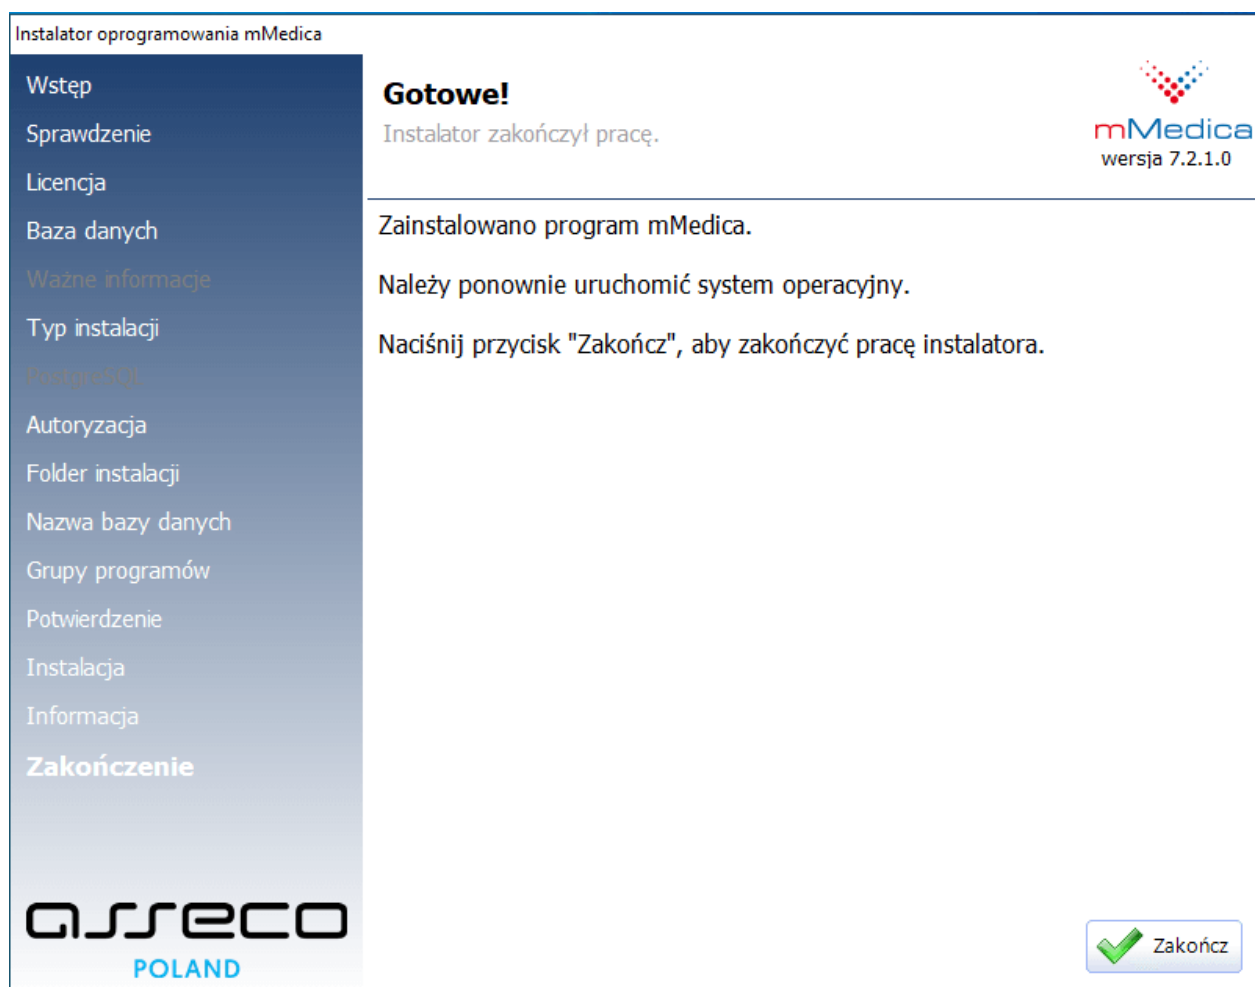 Instalator oprogramowania mMedica
Wstęp
Sprawdzenie
Licencja
Baza danych
Ważne informacje
Typ instalacji
PostgreSQL
Autoryzacja
Folder instalacji
Nazwa bazy danych
Grupy programów
Potwierdzenie
Instalacja
Informacja
Zakończenie
asseco
POLAND
Gotowe!
Instalator zakończył pracę.
mMedica
wersja 7.2.1.0
Zainstalowano program mMedica.
Należy ponownie uruchomić system operacyjny.
Naciśnij przycisk "Zakończ", aby zakończyć pracę instalatora.
Zakończ